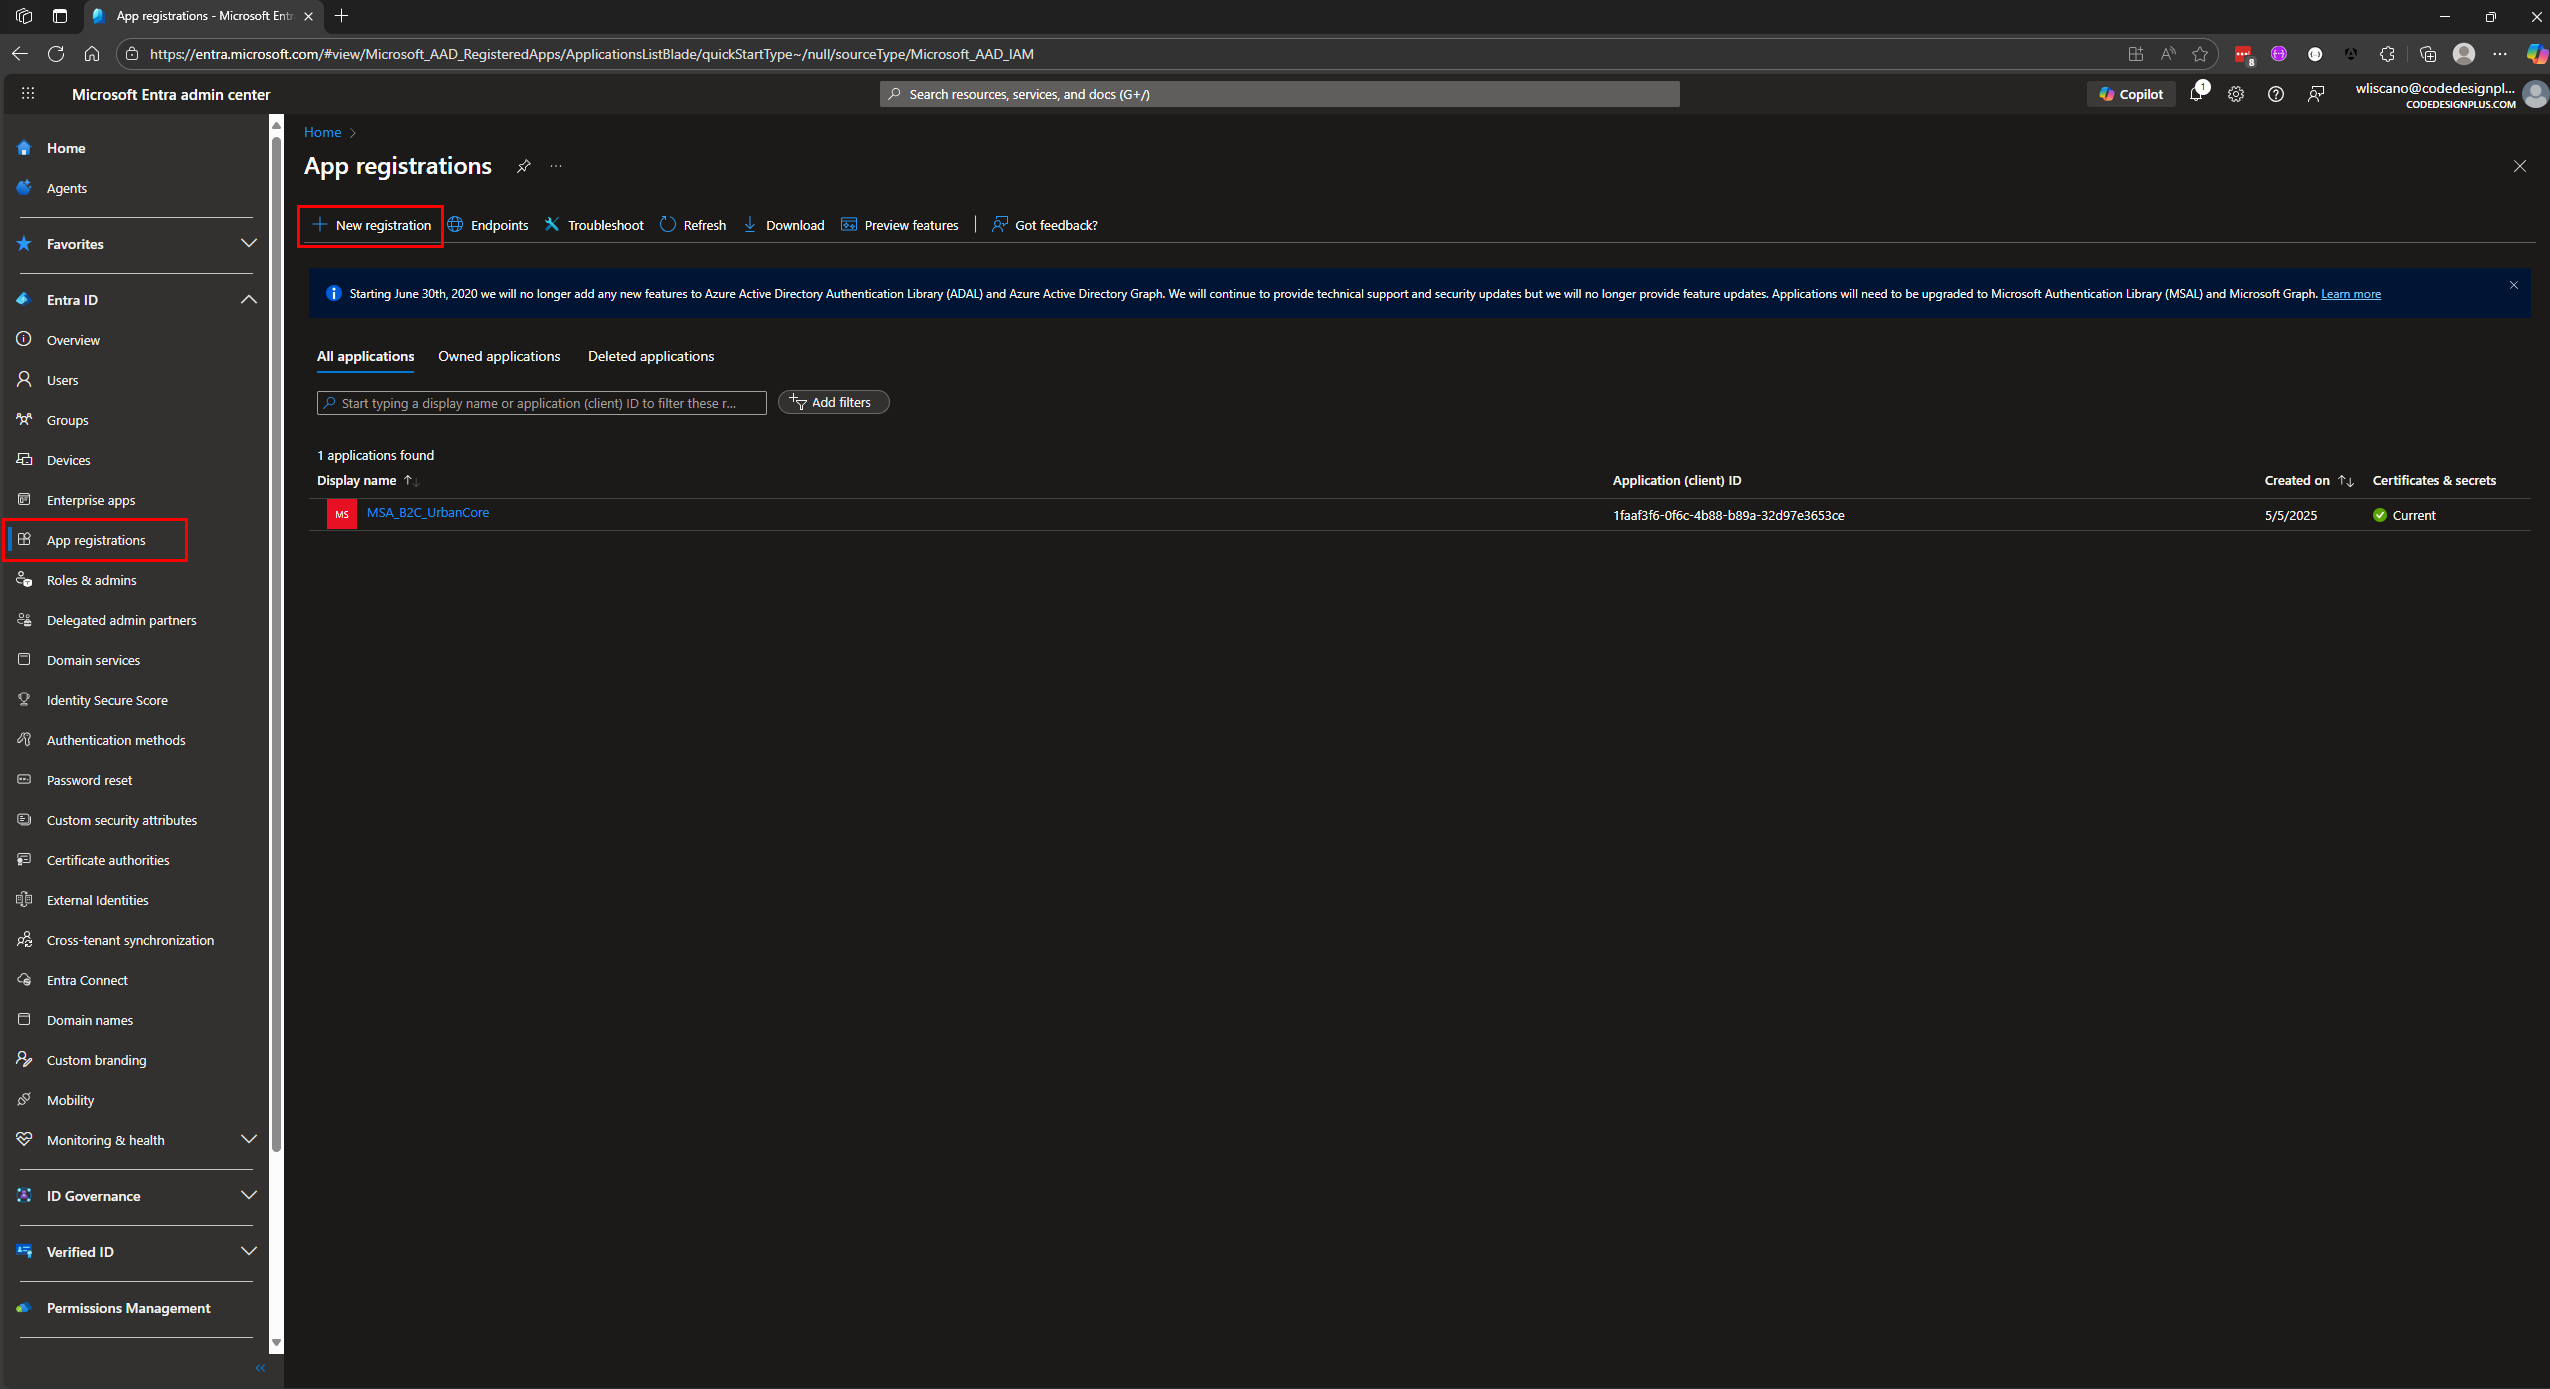 App registrations - Microsoft Entr
https://entra.microsoft.com/#view/Microsoft_AAD_RegisteredApps/ApplicationsListBlade/quickStartType~/null/sourceType/Microsoft_AAD_IAM
8
Microsoft Entra admin center
Search resources, services, and docs (G+/)
Copilot
1
wliscano@codedesignpl...
CODEDESIGNPLUS.COM
Home
Agents
Favorites
Entra ID
Overview
Users
Groups
Devices
Enterprise apps
App registrations
Roles & admins
Delegated admin partners
Domain services
Identity Secure Score
Authentication methods
Password reset
Custom security attributes
Certificate authorities
External Identities
Cross-tenant synchronization
Entra Connect
Domain names
Custom branding
Mobility
Monitoring & health
ID Governance
Verified ID
Permissions Management
Home
App registrations
New registration
Endpoints
Troubleshoot
Refresh
Download
Preview features
Got feedback?
Starting June 30th, 2020 we will no longer add any new features to Azure Active Directory Authentication Library (ADAL) and Azure Active Directory Graph. We will continue to provide technical support and security updates but we will no longer provide feature updates. Applications will need to be upgraded to Microsoft Authentication Library (MSAL) and Microsoft Graph. Learn more
All applications
Owned applications
Deleted applications
Start typing a display name or application (client) ID to filter these r...
Add filters
1 applications found
Display name
Application (client) ID
Created on
Certificates & secrets
MS
MSA_B2C_UrbanCore
1faaf3f6-0f6c-4b88-b89a-32d97e3653ce
5/5/2025
Current